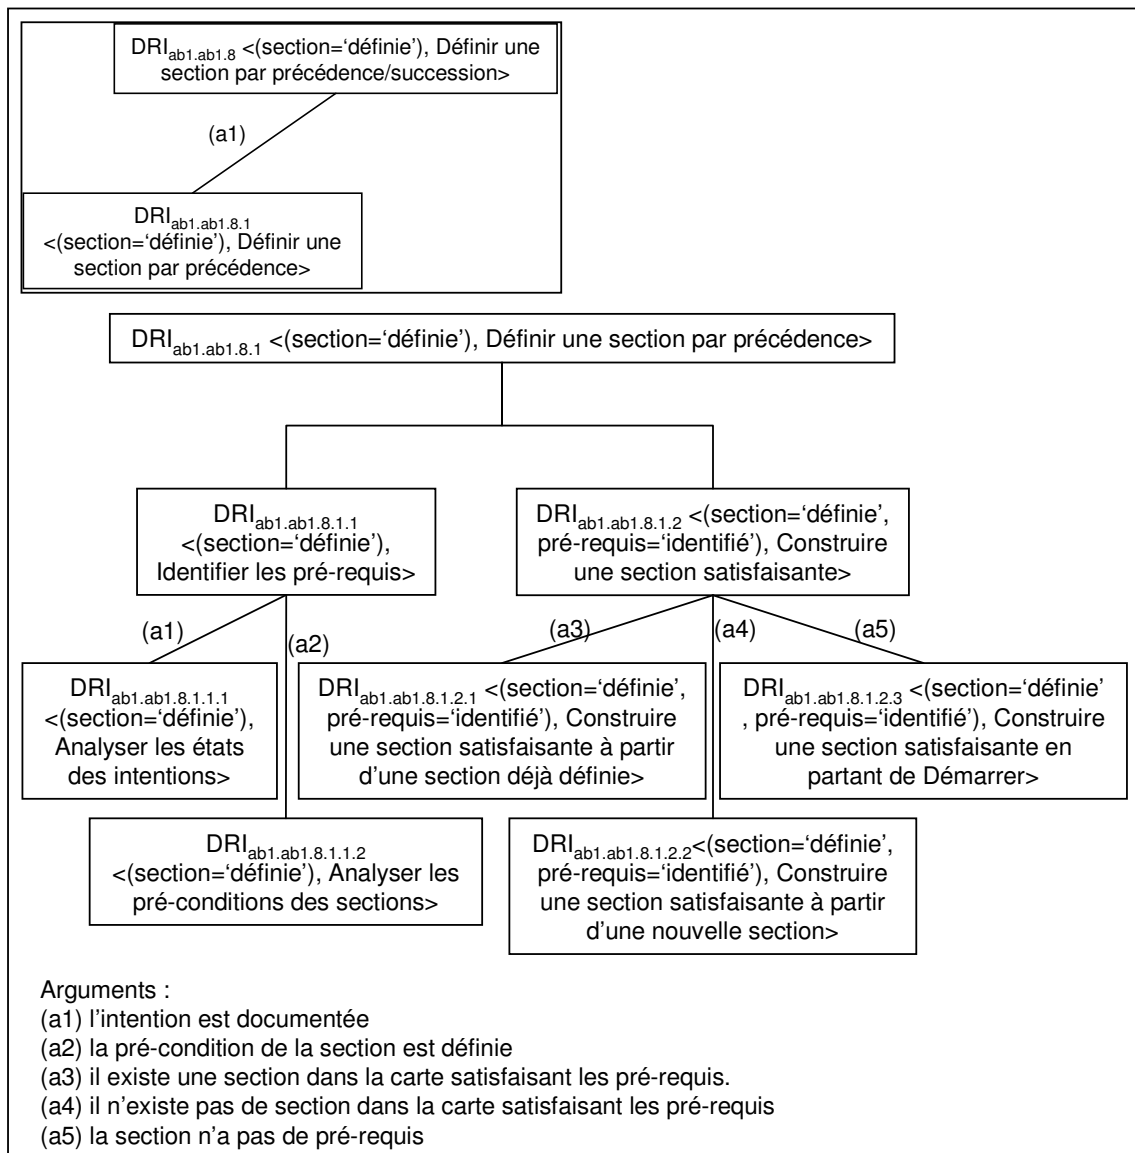 DRIab1.ab1.8 <(section=‘définie’), Définir une
section par précédence/succession>
(a1)
DRIab1.ab1.8.1
<(section=‘définie’), Définir une
section par précédence>
DRIab1.ab1.8.1 <(section=‘définie’), Définir une section par précédence>
DRIab1.ab1.8.1.1
<(section=‘définie’),
Identifier les pré-requis>
DRIab1.ab1.8.1.2 <(section=‘définie’,
pré-requis=‘identifié’), Construire
une section satisfaisante>
(a1)
(a2)
(a3)
(a4)
(a5)
DRIab1.ab1.8.1.1.1
<(section=‘définie’),
Analyser les états
des intentions>
DRIab1.ab1.8.1.2.1 <(section=‘définie’,
pré-requis=‘identifié’), Construire
une section satisfaisante à partir
d’une section déjà définie>
DRIab1.ab1.8.1.2.3 <(section=‘définie’
, pré-requis=‘identifié’), Construire
une section satisfaisante en
partant de Démarrer>
DRIab1.ab1.8.1.1.2
<(section=‘définie’), Analyser les
pré-conditions des sections>
DRIab1.ab1.8.1.2.2<(section=‘définie’,
pré-requis=‘identifié’), Construire
une section satisfaisante à partir
d’une nouvelle section>
Arguments :
(a1) l’intention est documentée
(a2) la pré-condition de la section est définie
(a3) il existe une section dans la carte satisfaisant les pré-requis.
(a4) il n’existe pas de section dans la carte satisfaisant les pré-requis
(a5) la section n’a pas de pré-requis